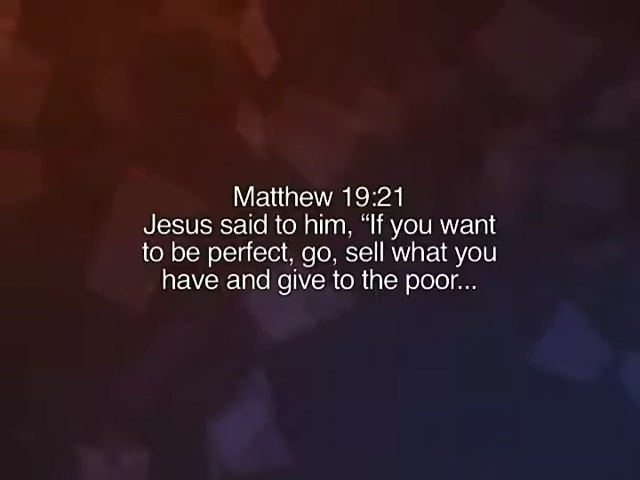 Matthew 19:21
Jesus said to him, “If you want
to be perfect, go, sell what you
have and give to the poor...